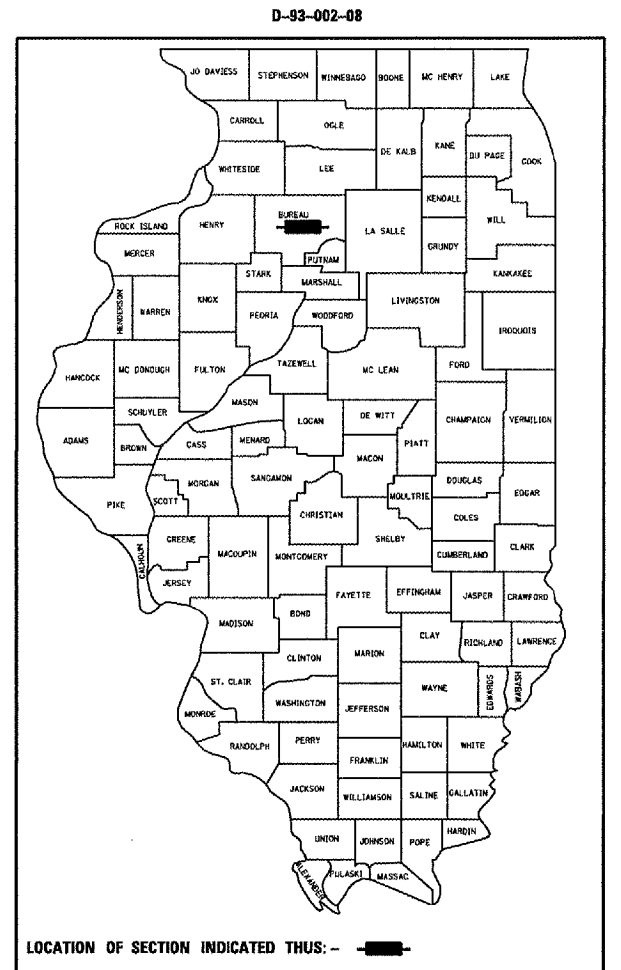 D-93-002-08
JO DAVIESS
STEPHENSON
WINNEBAGO
BOONE
MC HENRY
LAKE
CARROLL
OGLE
DE KALB
KANE
DU PAGE
COOK
WHITESIDE
LEE
KENDALL
WILL
ROCK ISLAND
HENRY
BUREAU
LA SALLE
GRUNDY
MERCER
PUTNAM
KANKAKEE
STARK
MARSHALL
HENDERSON
WARREN
KNOX
PEORIA
WOODFORD
LIVINGSTON
IROQUOIS
HANCOCK
MC DONOUGH
FULTON
TAZEWELL
MC LEAN
FORD
SCHUYLER
MASON
LOGAN
DE WITT
CHAMPAIGN
VERMILION
ADAMS
BROWN
CASS
MENARD
MACON
PIATT
PIKE
SCOTT
MORGAN
SANGAMON
CHRISTIAN
MOULTRIE
DOUGLAS
EDGAR
COLES
CALHOUN
GREENE
MACOUPIN
MONTGOMERY
SHELBY
CUMBERLAND
CLARK
JERSEY
MADISON
BOND
FAYETTE
EFFINGHAM
JASPER
CRAWFORD
CLAY
RICHLAND
LAWRENCE
ST. CLAIR
CLINTON
MARION
WAYNE
EDWARDS
WABASH
MONROE
WASHINGTON
JEFFERSON
RANDOLPH
PERRY
HAMILTON
WHITE
FRANKLIN
JACKSON
WILLIAMSON
SALINE
GALLATIN
UNION
JOHNSON
POPE
HARDIN
ALEXANDER
PULASKI
MASSAC
LOCATION OF SECTION INDICATED THUS: -